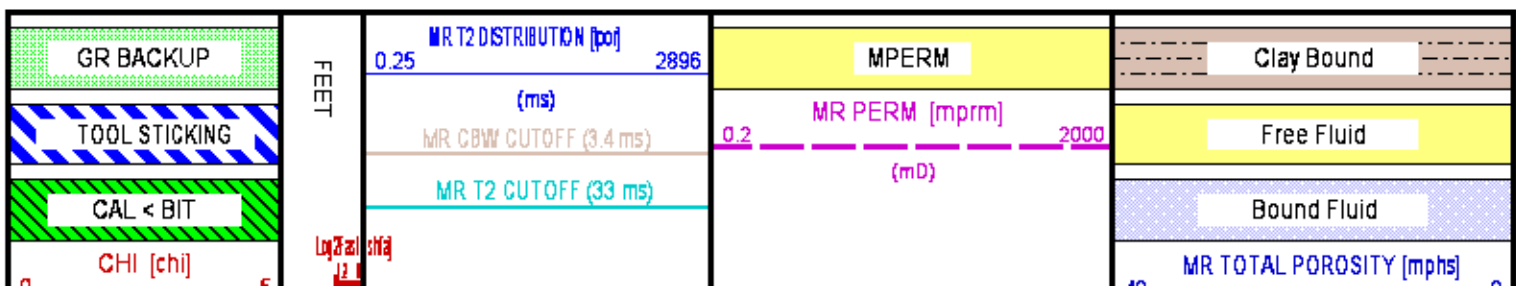 GR BACKUP
TOOL STICKING
CAL < BIT
CHI [chi]
FEET
MR T2 DISTRIBUTION [tpor]
0.25 2896
(ms)
MR CBW CUTOFF (3.4 ms)
MR T2 CUTOFF (33 ms)
MPERM
MR PERM [mprm]
0.2 2000
(mD)
Clay Bound
Free Fluid
Bound Fluid
MR TOTAL POROSITY [mphs]